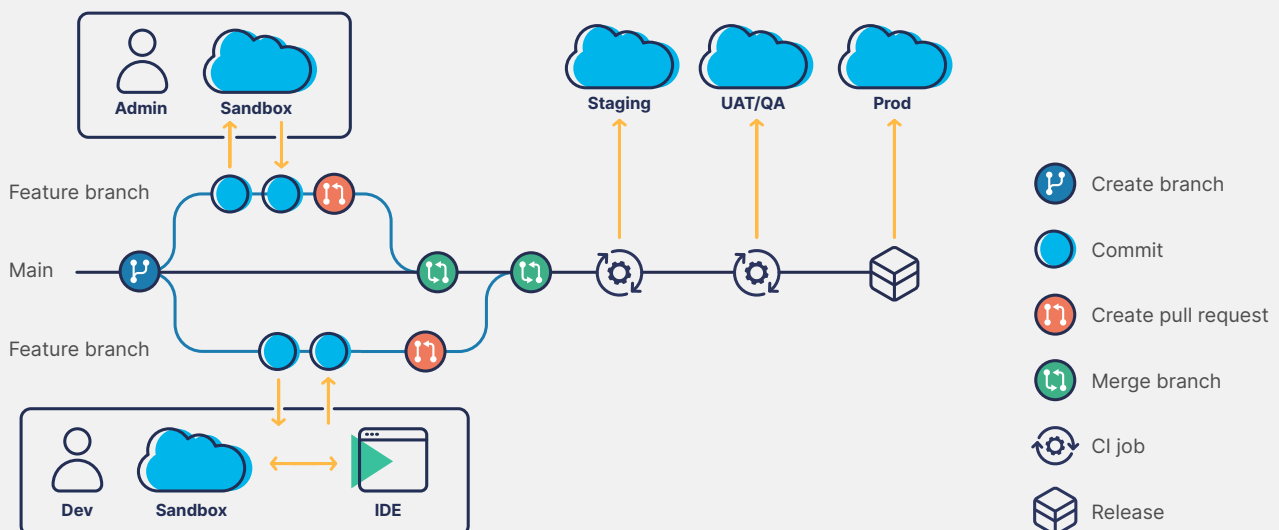 Admin
Sandbox
Staging
UAT/QA
Prod
Feature branch
Main
Feature branch
Dev
Sandbox
IDE
Create branch
Commit
Create pull request
Merge branch
CI job
Release